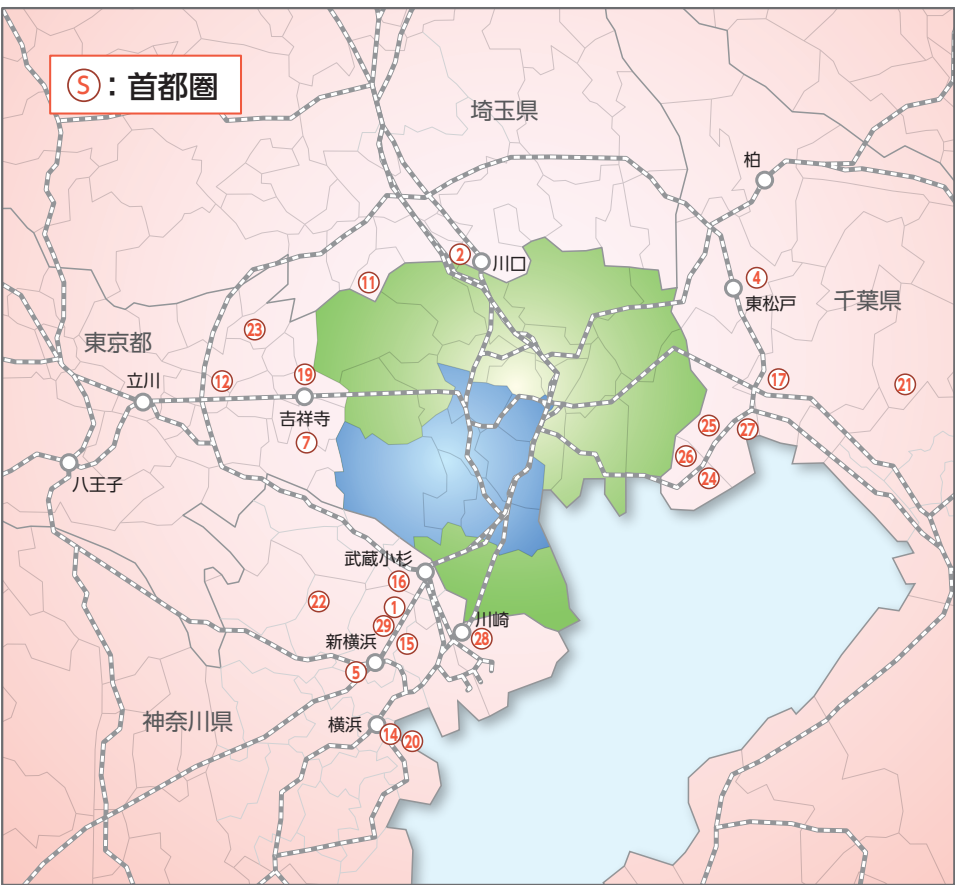 Ⓢ：首都圏
埼玉県
柏
② 川口
④
東松戸
⑪
千葉県
㉓
東京都
立川
⑫
⑲
吉祥寺
⑦
⑰
㉑
㉕
㉗
㉖
㉔
八王子
武蔵小杉
⑯
㉒
①
㉙
川崎
㉘
新横浜
⑮
⑤
神奈川県
横浜
⑭
⑳